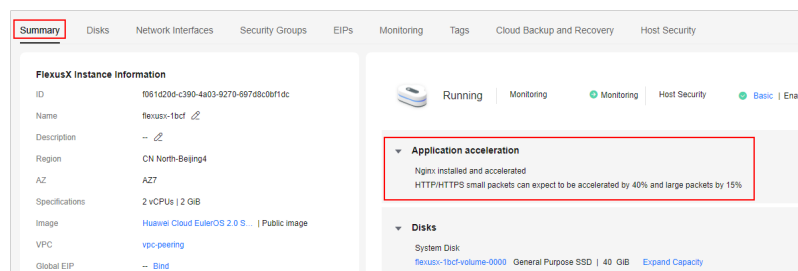 Summary Disks Network Interfaces Security Groups EIPs Monitoring Tags Cloud Backup and Recovery Host Security
FlexusX Instance Information
ID f061d20d-c390-4a03-9270-697d8c0bf1dc
Name flexusx-1bcf
Description --
Region CN North-Beijing4
AZ AZ7
Specifications 2 vCPUs | 2 GiB
Image Huawei Cloud EulerOS 2.0 S... | Public image
VPC vpc-peering
Global EIP -- Bind
Running Monitoring Monitoring Host Security Basic | Ena
Application acceleration
Nginx installed and accelerated
HTTP/HTTPS small packets can expect to be accelerated by 40% and large packets by 15%
Disks
System Disk
flexusx-1bcf-volume-0000 General Purpose SSD | 40 GiB Expand Capacity